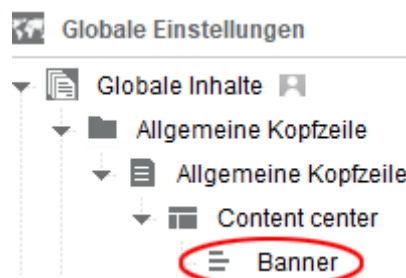 Globale Einstellungen
Globale Inhalte
Allgemeine Kopfzeile
Allgemeine Kopfzeile
Content center
Banner